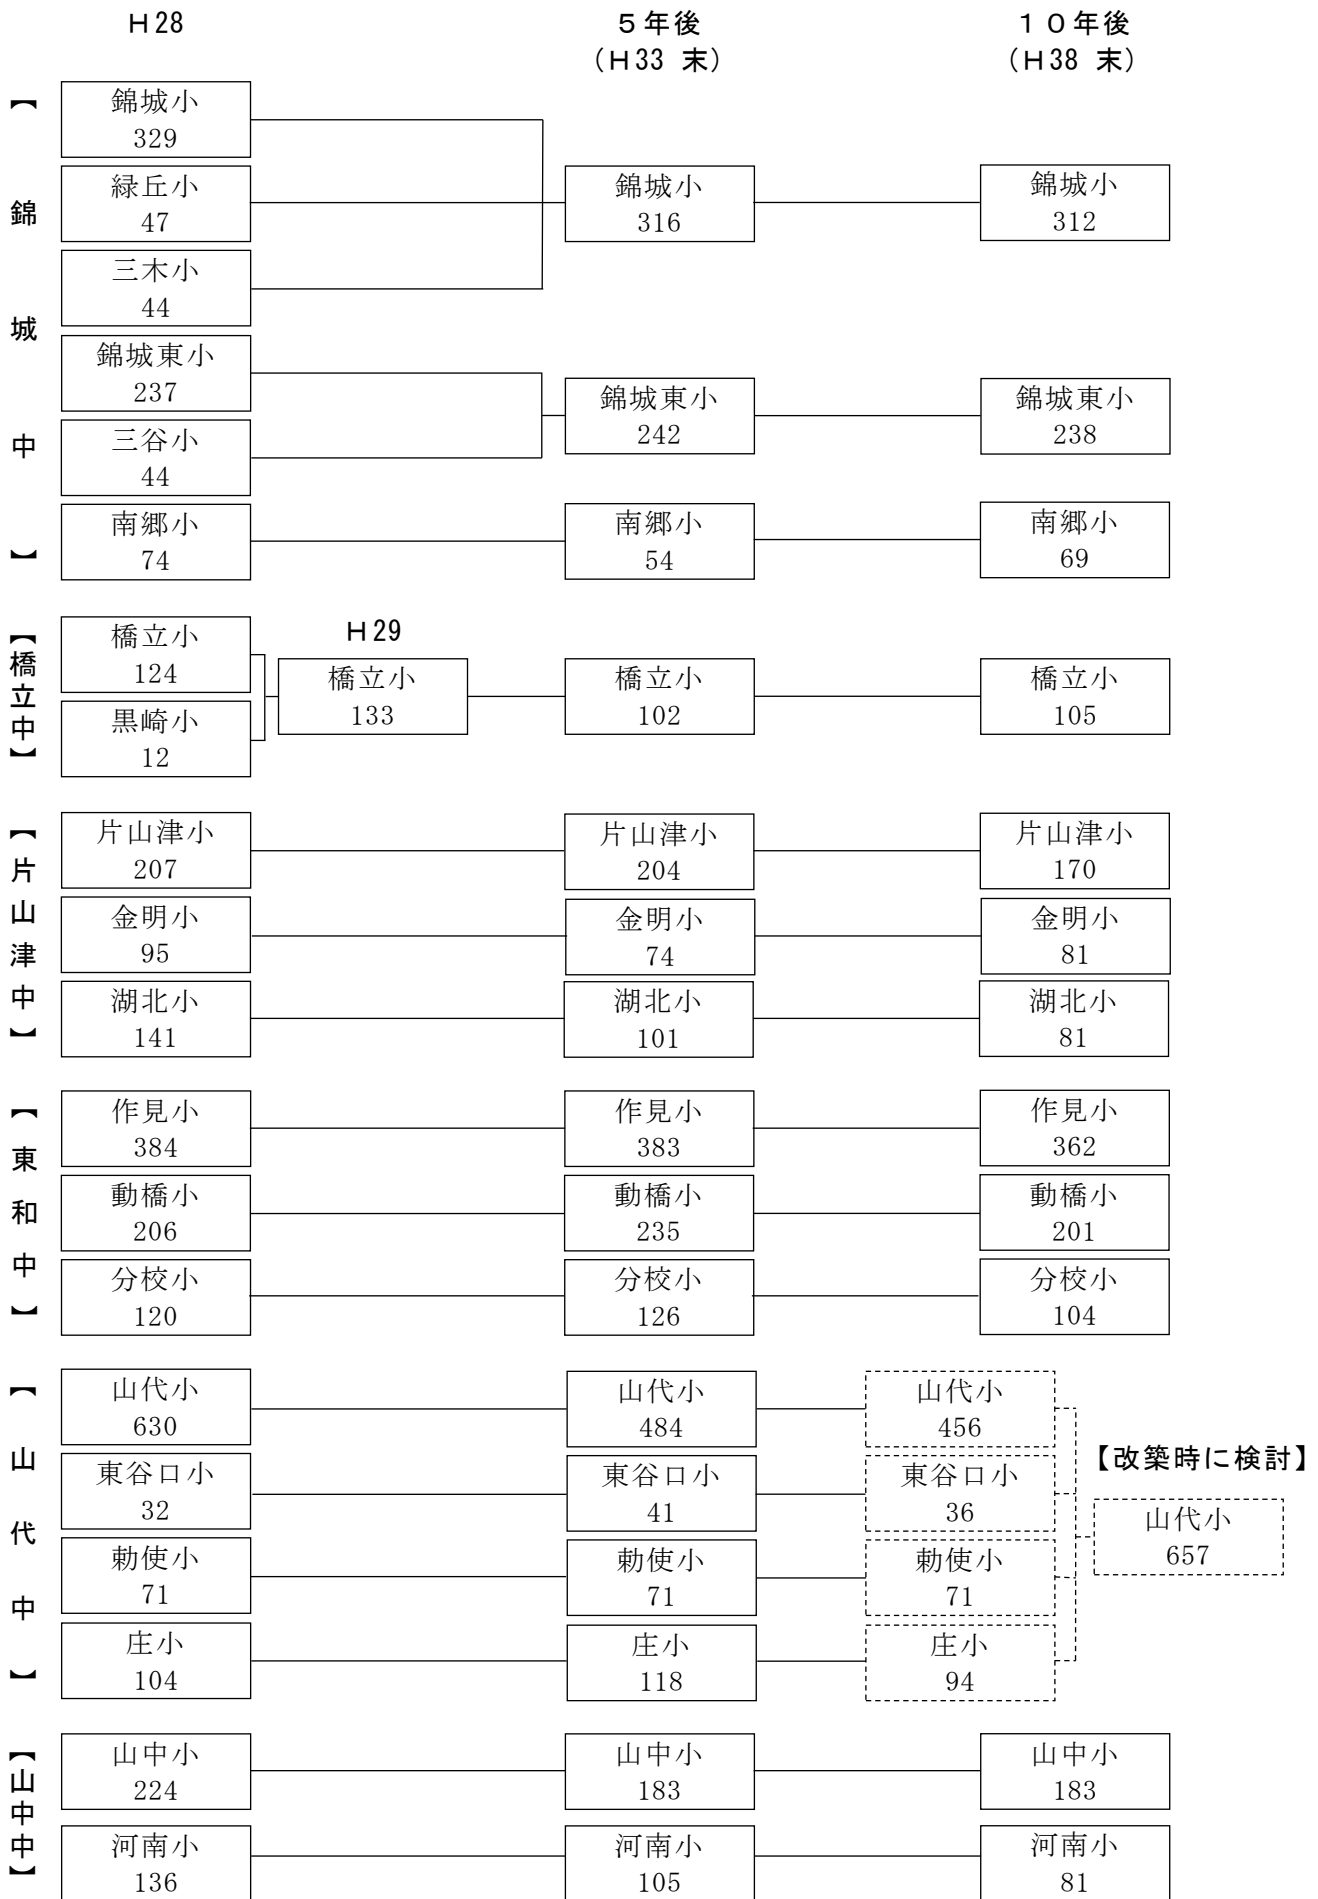 H28
5年後
(H33 末)
10年後
(H38 末)
【錦城中】
錦城小
329
緑丘小
47
三木小
44
錦城東小
237
三谷小
44
南郷小
74
錦城小
316
錦城東小
242
南郷小
54
錦城小
312
錦城東小
238
南郷小
69
【橋立中】
橋立小
124
黒崎小
12
H29
橋立小
133
橋立小
102
橋立小
105
【片山津中】
片山津小
207
金明小
95
湖北小
141
片山津小
204
金明小
74
湖北小
101
片山津小
170
金明小
81
湖北小
81
【東和中】
作見小
384
動橋小
206
分校小
120
作見小
383
動橋小
235
分校小
126
作見小
362
動橋小
201
分校小
104
【山代中】
山代小
630
東谷口小
32
勅使小
71
庄小
104
山代小
484
東谷口小
41
勅使小
71
庄小
118
山代小
456
東谷口小
36
勅使小
71
庄小
94
【改築時に検討】
山代小
657
【山中中】
山中小
224
河南小
136
山中小
183
河南小
105
山中小
183
河南小
81